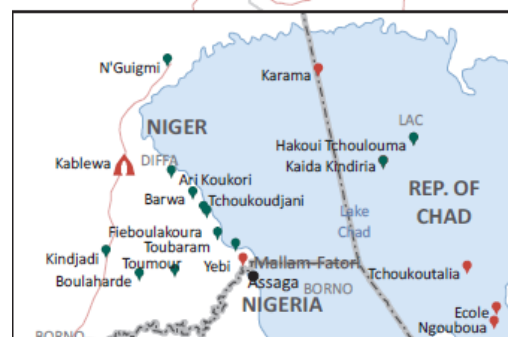 N'Guigmi
Karama
NIGER
LAC
Hakoui Tchoulouma
Kablewa
DIFFA
Kaida Kindiria
Ari Koukori
REP. OF
CHAD
Barwa
Tchoukoudjani
Lake
Chad
Fieboulakoura
Toubaram
Kindjadi
Toumour
Yebi
Mallam-Fatori
Tchoukoutalia
Boulaharde
Assaga
BORNO
NIGERIA
Ecole
Ngouboua
BORNO